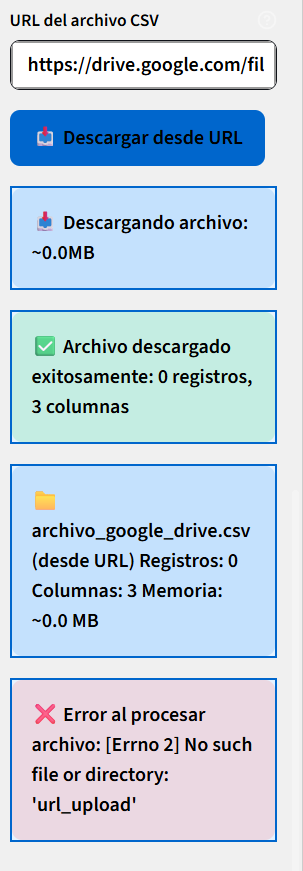 URL del archivo CSV
https://drive.google.com/fil
📥 Descargar desde URL
📥 Descargando archivo:
~0.0MB
✅ Archivo descargado
exitosamente: 0 registros,
3 columnas
📁
archivo_google_drive.csv
(desde URL) Registros: 0
Columnas: 3 Memoria:
~0.0 MB
❌ Error al procesar
archivo: [Errno 2] No such
file or directory:
'url_upload'